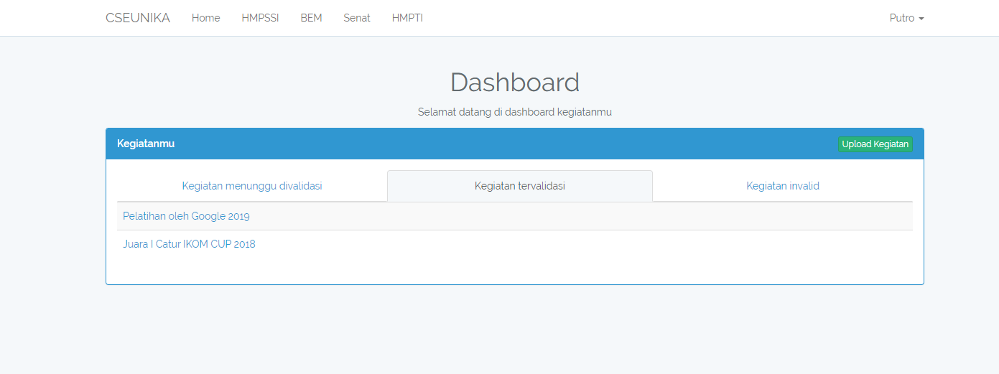 CSEUNIKA Home HMPSSI BEM Senat HMPTI Putro
Dashboard
Selamat datang di dashboard kegiatanmu
Kegiatanmu Upload Kegiatan
Kegiatan menunggu divalidasi Kegiatan tervalidasi Kegiatan invalid
Pelatihan oleh Google 2019
Juara I Catur IKOM CUP 2018